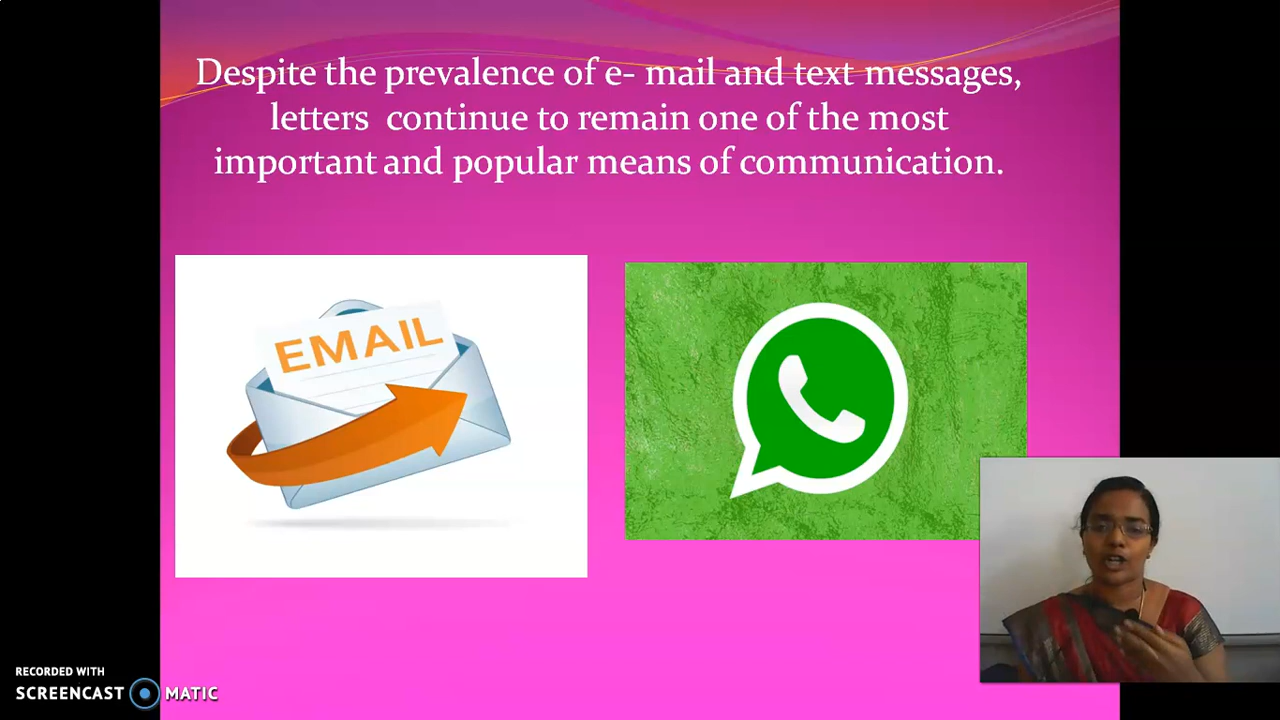 Despite the prevalence of e- mail and text messages,
letters continue to remain one of the most
important and popular means of communication.
EMAIL
RECORDED WITH
SCREENCAST MATIC